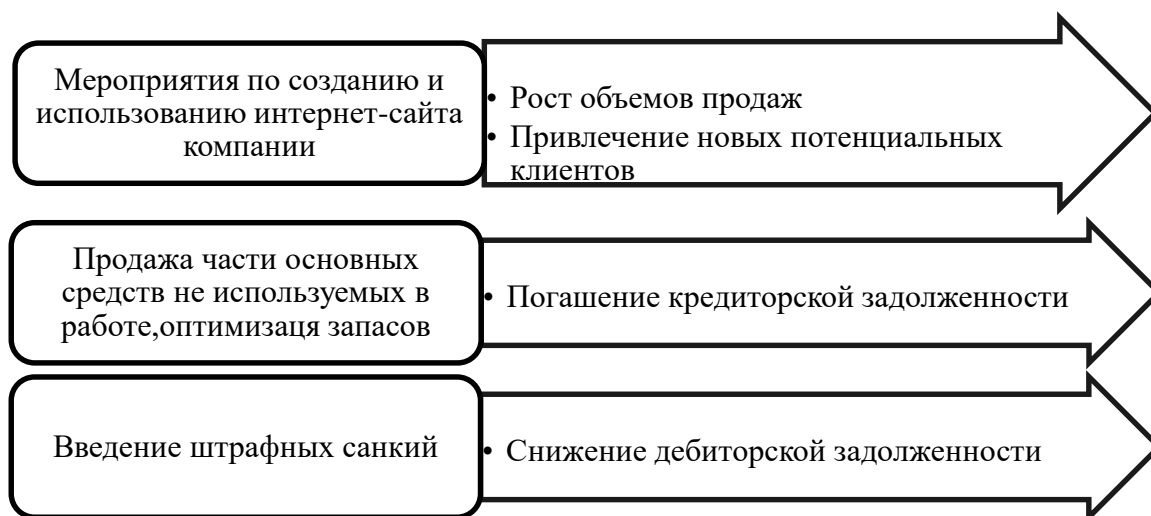 Мероприятия по созданию и
использованию интернет-сайта
компании
• Рост объемов продаж
• Привлечение новых потенциальных
клиентов
Продажа части основных
средств не используемых в
работе,оптимизаця запасов
• Погашение кредиторской задолженности
Введение штрафных санкий
• Снижение дебиторской задолженности